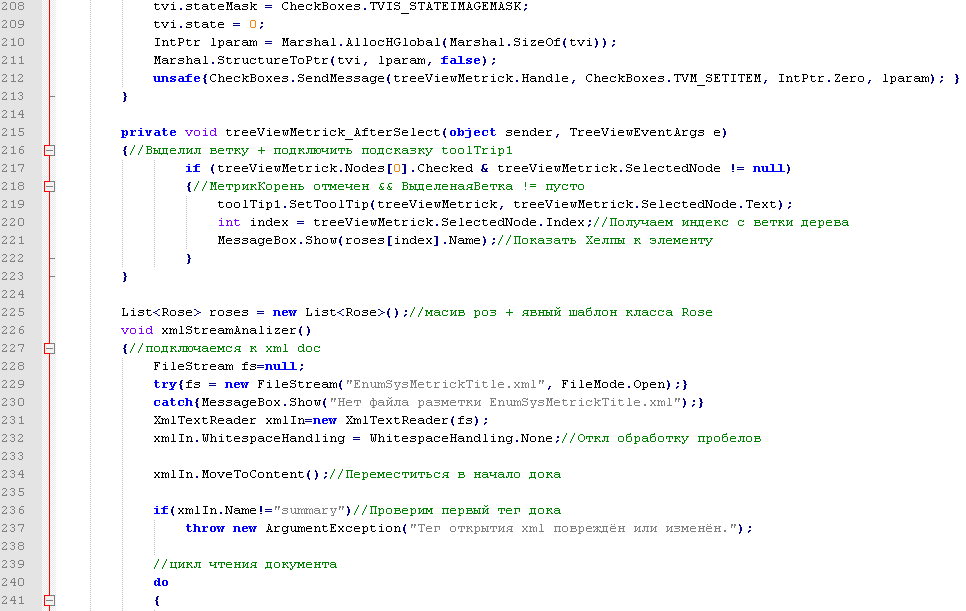 208 tvi.stateMask = CheckBoxes.TVIS_STATEIMAGEMASK;
209 tvi.state = 0;
210 IntPtr lparam = Marshal.AllocHGlobal(Marshal.SizeOf(tvi));
211 Marshal.StructureToPtr(tvi, lparam, false);
212 unsafe{CheckBoxes.SendMessage(treeViewMetrick.Handle, CheckBoxes.TVM_SETITEM, IntPtr.Zero, lparam); }
213 }
214
215 private void treeViewMetrick_AfterSelect(object sender, TreeViewEventArgs e)
216 {//Выделил ветку + подключить подсказку toolTrip1
217 if (treeViewMetrick.Nodes[0].Checked & treeViewMetrick.SelectedNode != null)
218 {//МетрикКорень отмечен && ВыделенаяВетка != пусто
219 toolTip1.SetToolTip(treeViewMetrick, treeViewMetrick.SelectedNode.Text);
220 int index = treeViewMetrick.SelectedNode.Index;//Получаем индекс с ветки дерева
221 MessageBox.Show(roses[index].Name);//Показать Хелпы к элементу
222 }
223 }
224
225 List<Rose> roses = new List<Rose>();//масив роз + явный шаблон класса Rose
226 void xmlStreamAnalizer()
227 {//подключаемся к xml doc
228 FileStream fs=null;
229 try{fs = new FileStream("EnumSysMetrickTitle.xml", FileMode.Open);}
230 catch{MessageBox.Show("Нет файла разметки EnumSysMetrickTitle.xml");}
231 XmlTextReader xmlIn=new XmlTextReader(fs);
232 xmlIn.WhitespaceHandling = WhitespaceHandling.None;//Откл обработку пробелов
233
234 xmlIn.MoveToContent();//Переместиться в начало дока
235
236 if(xmlIn.Name!="summary")//Проверим первый тег дока
237 throw new ArgumentException("Тег открытия xml повреждён или изменён.");
238
239 //цикл чтения документа
240 do
241 {